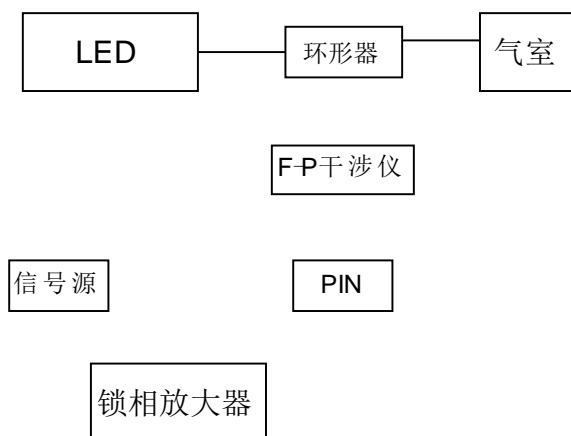 LED
环形器
气室
F-P干涉仪
信号源
PIN
锁相放大器